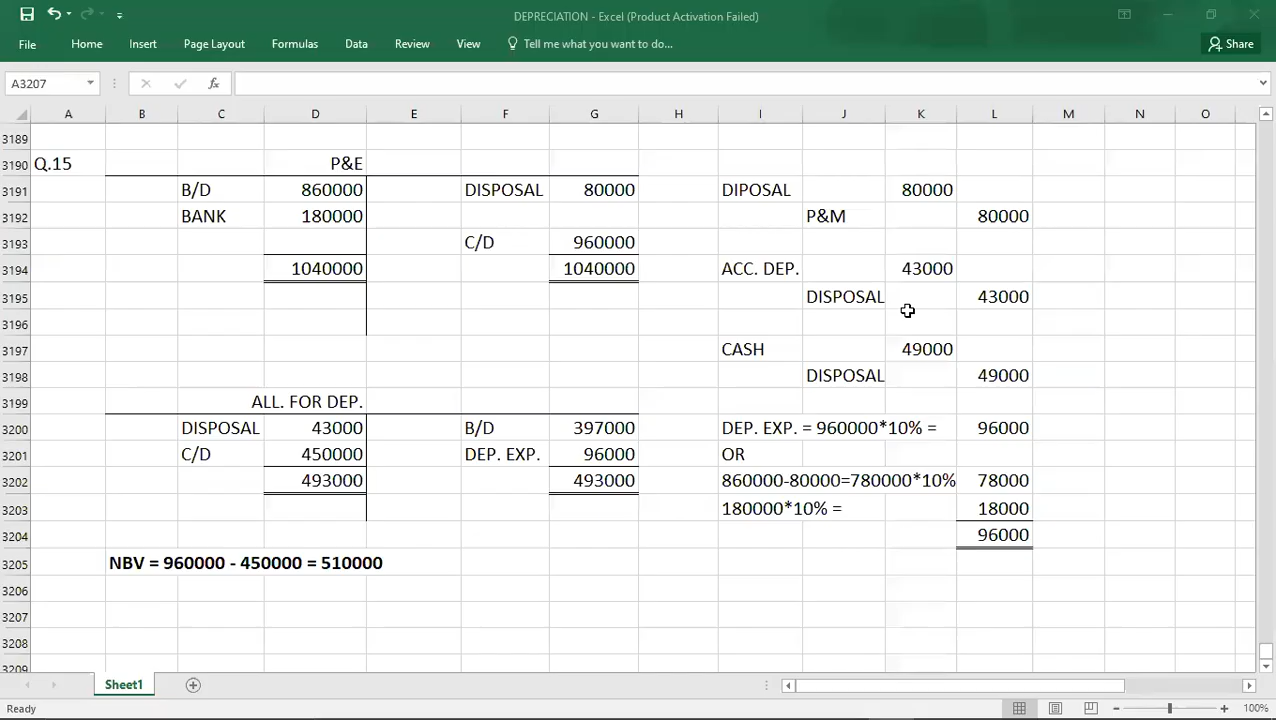 DEPRECIATION - Excel (Product Activation Failed)
File Home Insert Page Layout Formulas Data Review View Tell me what you want to do... Share
A3207 fx
A B C D E F G H I J K L M N O
3189
3190 Q.15 P&E
3191 B/D 860000 DISPOSAL 80000 DIPOSAL 80000
3192 BANK 180000 P&M 80000
3193 C/D 960000
3194 1040000 1040000 ACC. DEP. 43000
3195 DISPOSAL 43000
3196
3197 CASH 49000
3198 DISPOSAL 49000
3199 ALL. FOR DEP.
3200 DISPOSAL 43000 B/D 397000 DEP. EXP. = 960000*10% = 96000
3201 C/D 450000 DEP. EXP. 96000 OR
3202 493000 493000 860000-80000=780000*10% 78000
3203 180000*10% = 18000
3204 96000
3205 NBV = 960000 - 450000 = 510000
3206
3207
3208
3209
Sheet1
Ready 100%